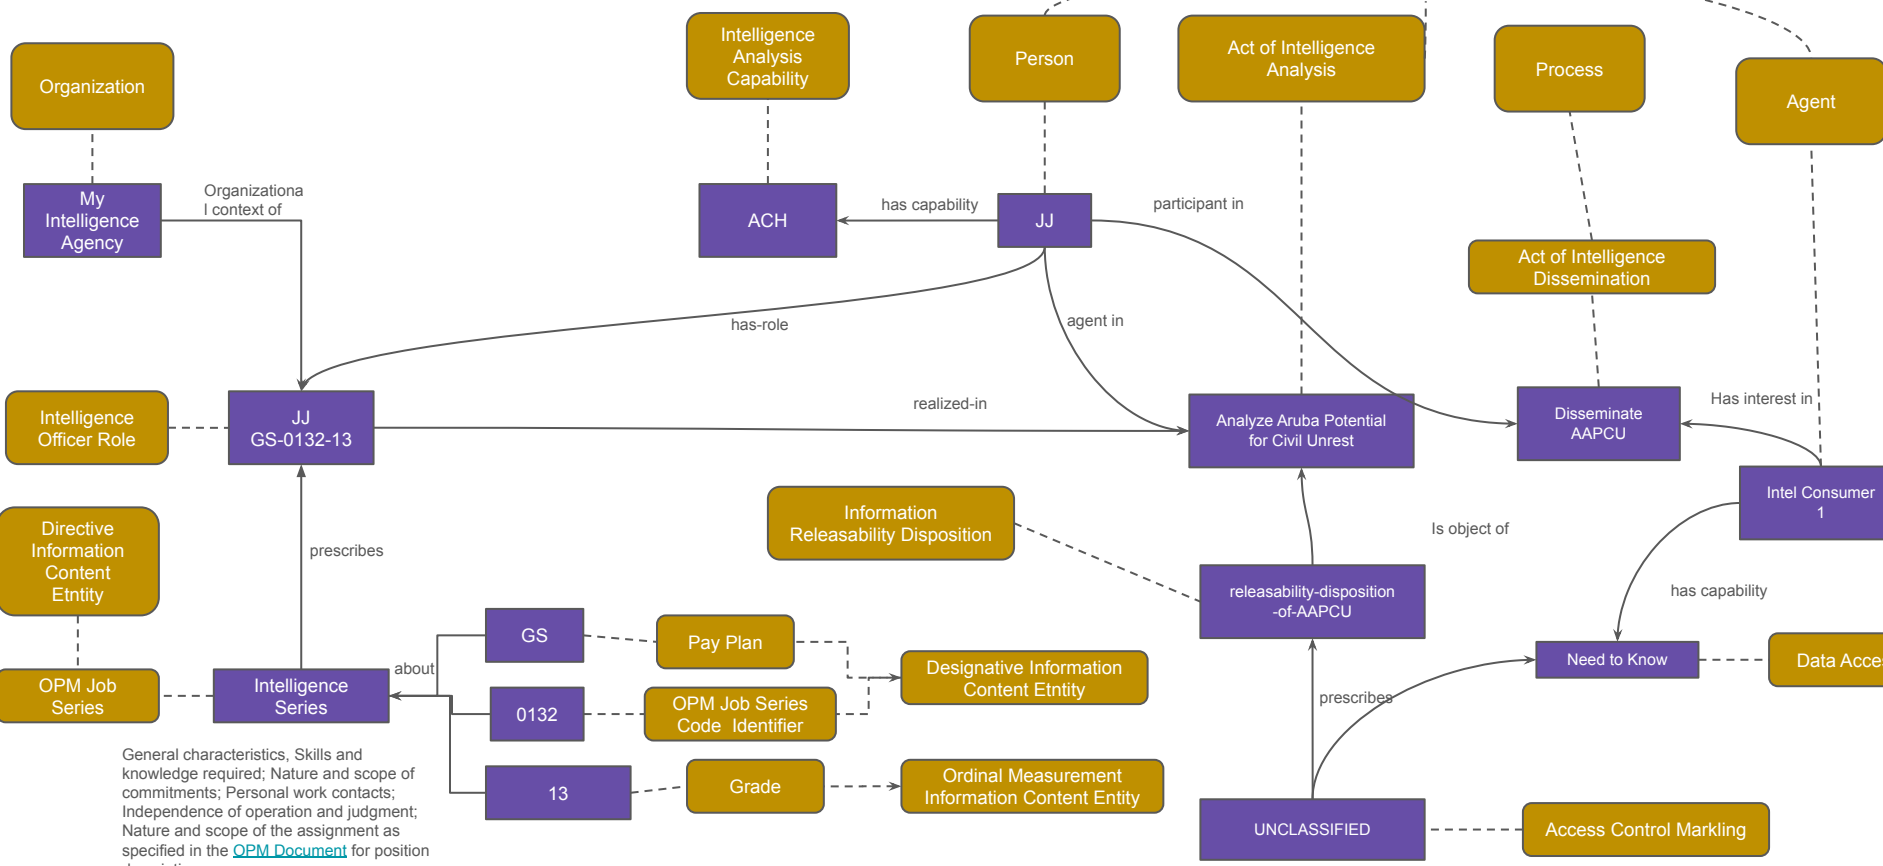 Organization
Intelligence
Analysis
Capability
Person
Act of Intelligence
Analysis
Process
Agent
My
Intelligence
Agency
Organizationa
l context of
ACH
has capability
JJ
participant in
Act of Intelligence
Dissemination
has-role
agent in
Intelligence
Officer Role
JJ
GS-0132-13
realized-in
Analyze Aruba Potential
for Civil Unrest
Disseminate
AAPCU
Has interest in
Intel Consumer
1
Directive
Information
Content
Etntity
prescribes
Information
Releasability Disposition
Is object of
releasability-disposition
-of-AAPCU
has capability
GS
Pay Plan
Designative Information
Content Etntity
Need to Know
Data Acces
OPM Job
Series
Intelligence
Series
about
0132
OPM Job Series
Code Identifier
prescribes
13
Grade
Ordinal Measurement
Information Content Entity
UNCLASSIFIED
Access Control Markling
General characteristics, Skills and
knowledge required; Nature and scope of
commitments; Personal work contacts;
Independence of operation and judgment;
Nature and scope of the assignment as
specified in the OPM Document for position